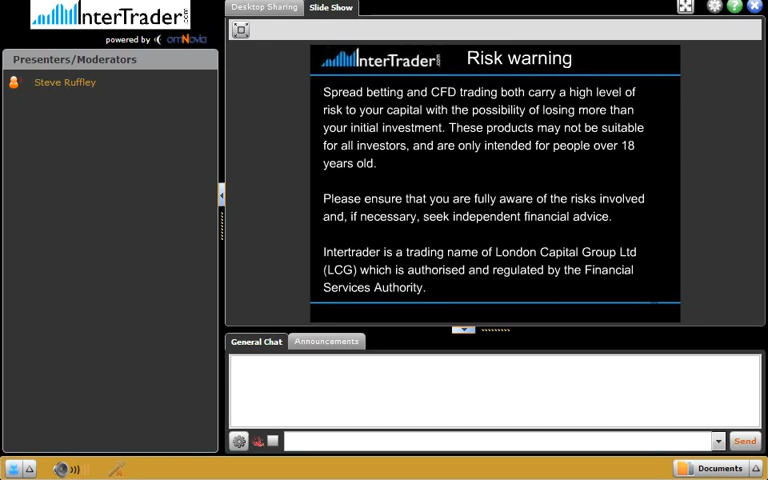 InterTrader.com
powered by omNovia
Presenters/Moderators
Steve Ruffley
Desktop Sharing
Slide Show
InterTrader.com
Risk warning
Spread betting and CFD trading both carry a high level of
risk to your capital with the possibility of losing more than
your initial investment. These products may not be suitable
for all investors, and are only intended for people over 18
years old.
Please ensure that you are fully aware of the risks involved
and, if necessary, seek independent financial advice.
Intertrader is a trading name of London Capital Group Ltd
(LCG) which is authorised and regulated by the Financial
Services Authority.
General Chat
Announcements
Send
Documents